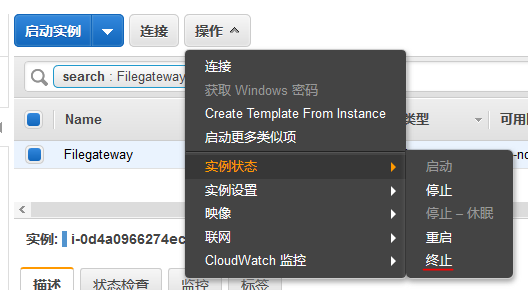 启动实例 连接 操作
search : Filegateway
连接
获取 Windows 密码
Create Template From Instance
启动更多类似项
Name 类型 可用
Filegateway
实例状态
实例设置
映像
联网
CloudWatch 监控
启动
停止
停止 – 休眠
重启
终止
实例: i-0d4a0966274ec
描述 状态检查 监控 标签